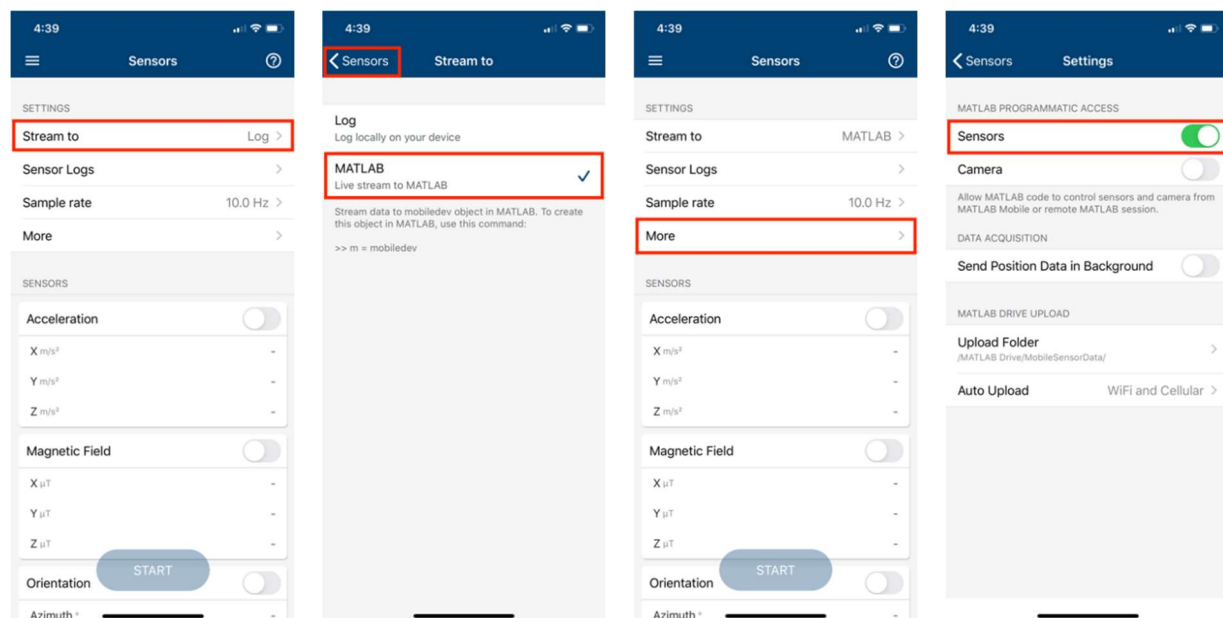 4:39
Sensors
SETTINGS
Stream to Log
Sensor Logs
Sample rate 10.0 Hz
More
SENSORS
Acceleration
X m/s² -
Y m/s² -
Z m/s² -
Magnetic Field
X μT -
Y μT -
Z μT -
START
Orientation
Azimuth ° -
4:39
Sensors Stream to
Log
Log locally on your device
MATLAB
Live stream to MATLAB
Stream data to mobiledev object in MATLAB. To create
this object in MATLAB, use this command:
>> m = mobiledev
4:39
Sensors
SETTINGS
Stream to MATLAB
Sensor Logs
Sample rate 10.0 Hz
More
SENSORS
Acceleration
X m/s² -
Y m/s² -
Z m/s² -
Magnetic Field
X μT -
Y μT -
Z μT -
START
Orientation
Azimuth ° -
4:39
Sensors Settings
MATLAB PROGRAMMATIC ACCESS
Sensors
Camera
Allow MATLAB code to control sensors and camera from
MATLAB Mobile or remote MATLAB session.
DATA ACQUISITION
Send Position Data in Background
MATLAB DRIVE UPLOAD
Upload Folder
/MATLAB Drive/MobileSensorData/
Auto Upload WiFi and Cellular